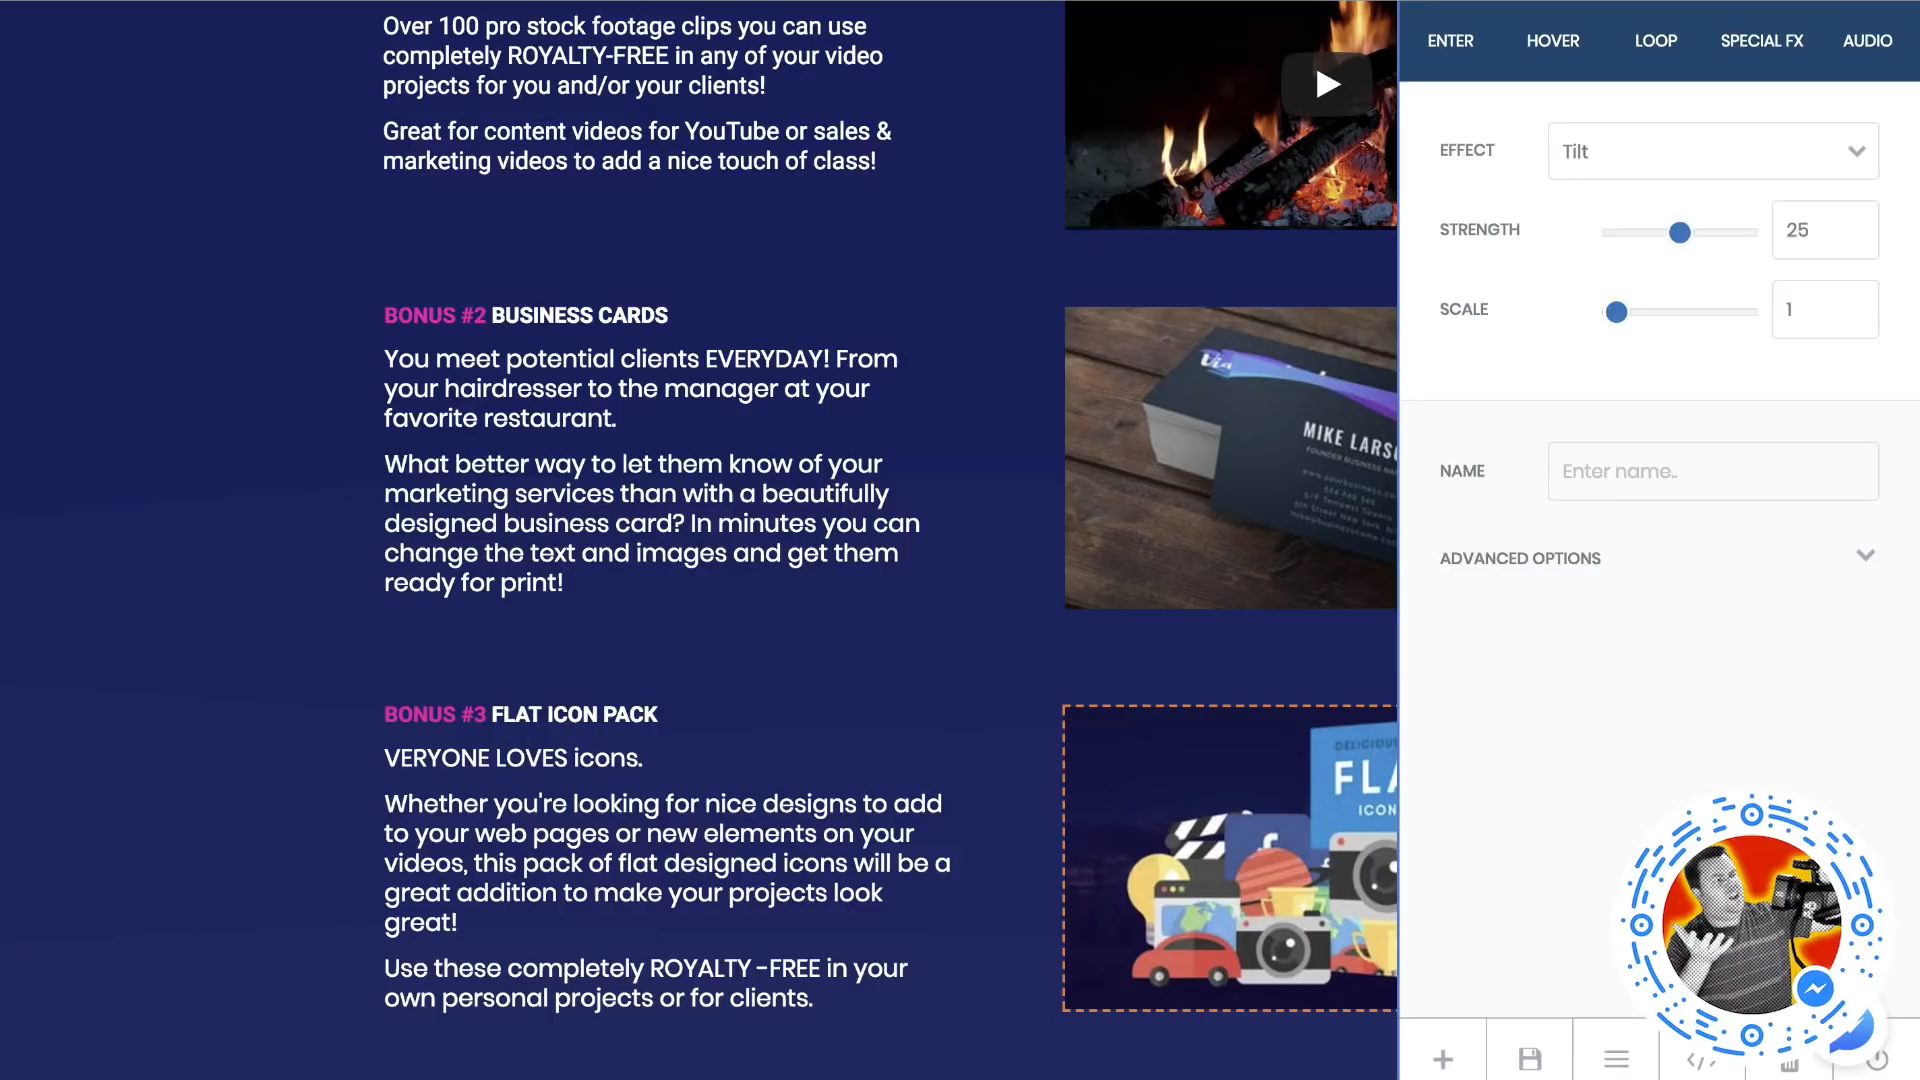 Over 100 pro stock footage clips you can use
completely ROYALTY-FREE in any of your video
projects for you and/or your clients!
Great for content videos for YouTube or sales &
marketing videos to add a nice touch of class!
BONUS #2 BUSINESS CARDS
You meet potential clients EVERYDAY! From
your hairdresser to the manager at your
favorite restaurant.
What better way to let them know of your
marketing services than with a beautifully
designed business card? In minutes you can
change the text and images and get them
ready for print!
MIKE LARS
BONUS #3 FLAT ICON PACK
VERYONE LOVES icons.
Whether you're looking for nice designs to add
to your web pages or new elements on your
videos, this pack of flat designed icons will be a
great addition to make your projects look
great!
Use these completely ROYALTY -FREE in your
own personal projects or for clients.
DELICIOUS
FLA
ICON
ENTER HOVER LOOP SPECIAL FX AUDIO
EFFECT Tilt
STRENGTH 25
SCALE 1
NAME Enter name..
ADVANCED OPTIONS